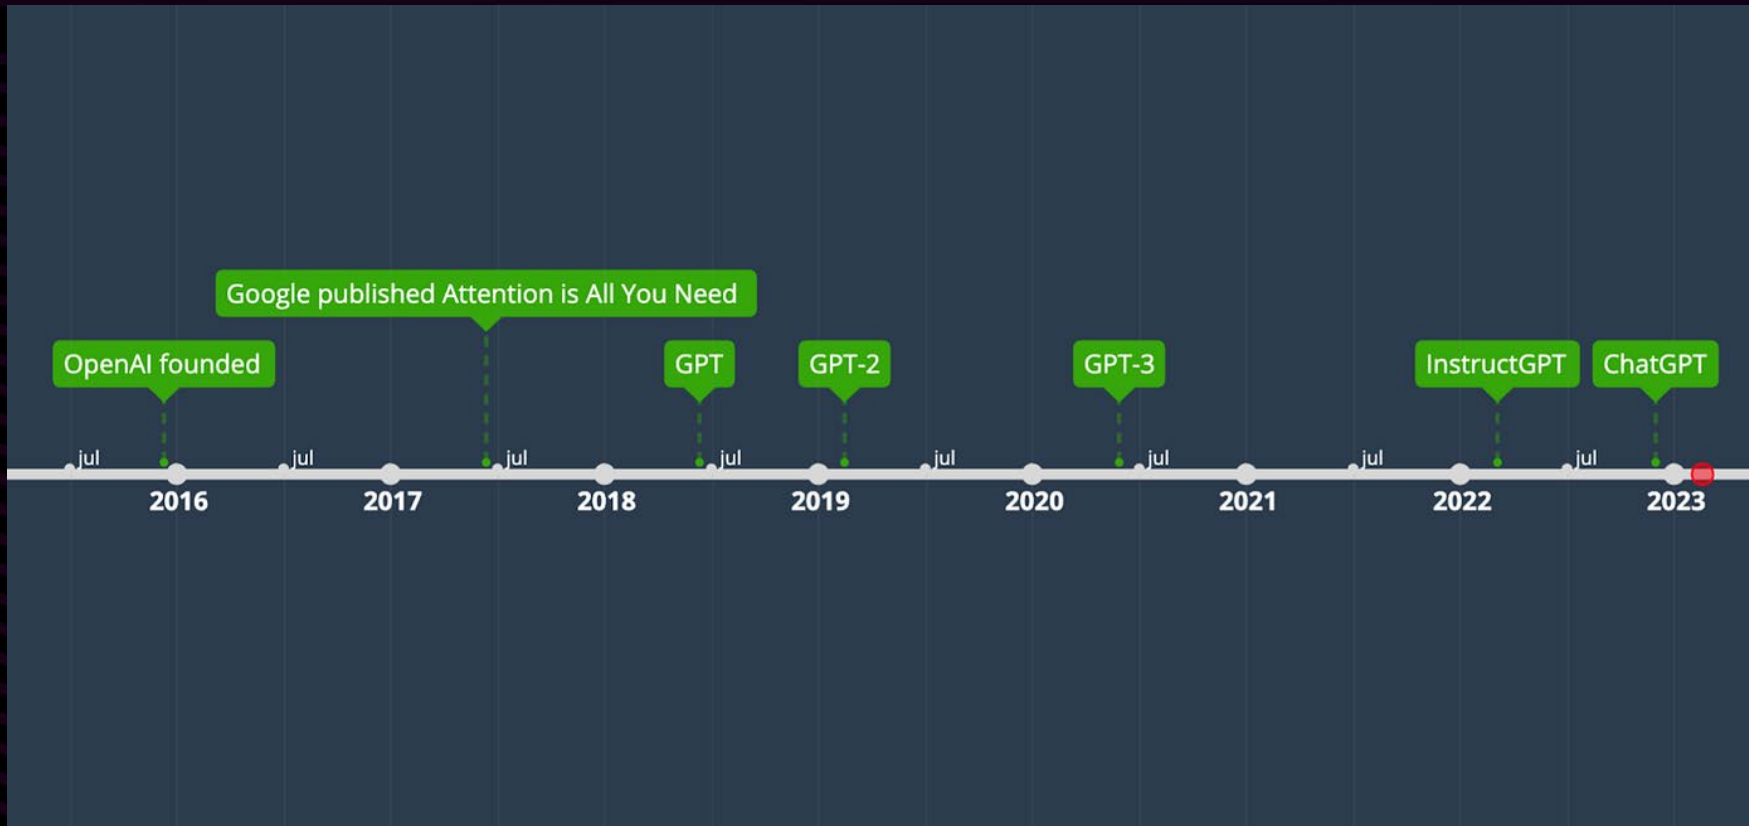 Google published Attention is All You Need
OpenAI founded
GPT
GPT-2
GPT-3
InstructGPT
ChatGPT
jul
jul
jul
jul
jul
jul
jul
jul
2016
2017
2018
2019
2020
2021
2022
2023